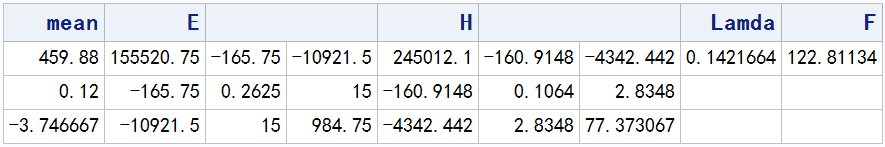 mean E H Lamda F
459.88 155520.75 -165.75 -10921.5 245012.1 -160.9148 -4342.442 0.1421664 122.81134
0.12 -165.75 0.2625 15 -160.9148 0.1064 2.8348
-3.746667 -10921.5 15 984.75 -4342.442 2.8348 77.373067